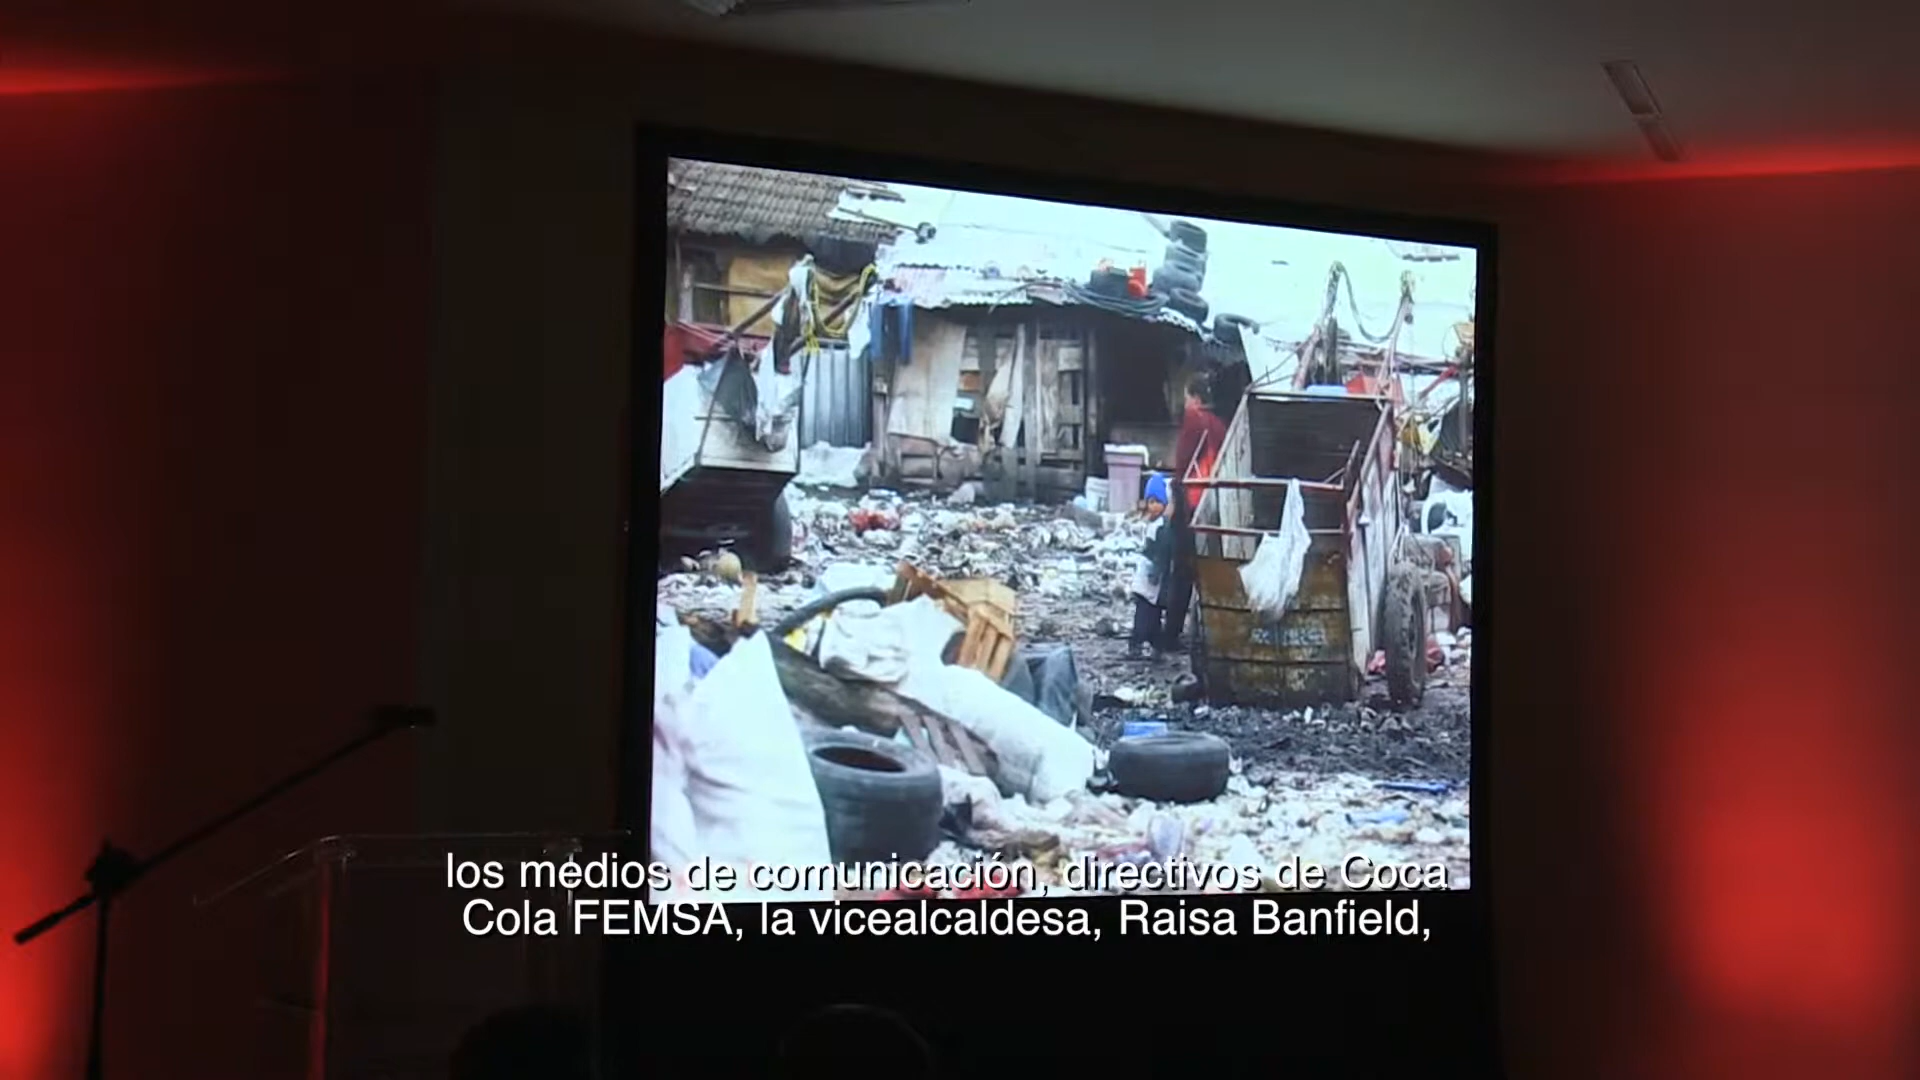 los medios de comunicación, directivos de Coca
Cola FEMSA, la vicealcaldesa, Raisa Banfield,